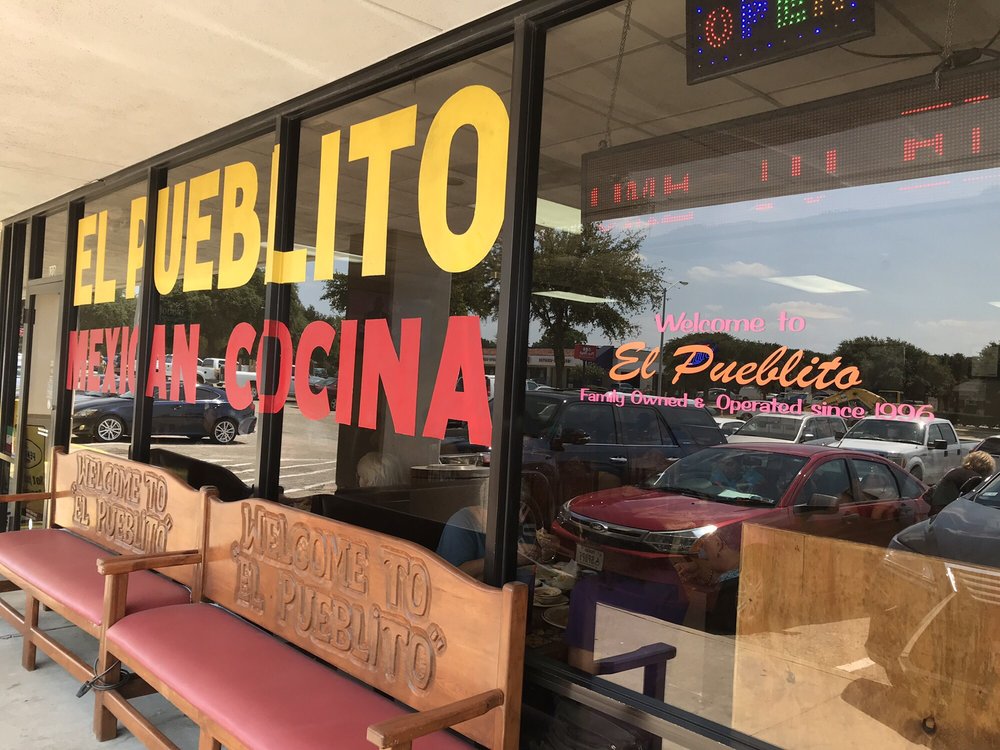 OPEN
EL PUEBLITO
MEXICAN COCINA
Welcome to
El Pueblito
Family Owned & Operated since 1996
WELCOME TO
"EL PUEBLITO"
"WELCOME TO
"EL PUEBLITO"